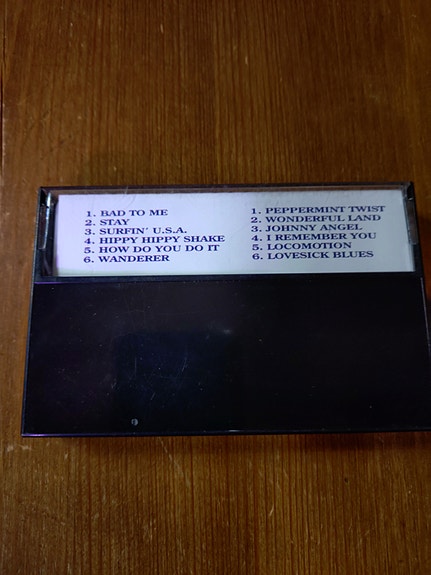 1. BAD TO ME
2. STAY
3. SURFIN' U.S.A.
4. HIPPY HIPPY SHAKE
5. HOW DO YOU DO IT
6. WANDERER
1. PEPPERMINT TWIST
2. WONDERFUL LAND
3. JOHNNY ANGEL
4. I REMEMBER YOU
5. LOCOMOTION
6. LOVESICK BLUES